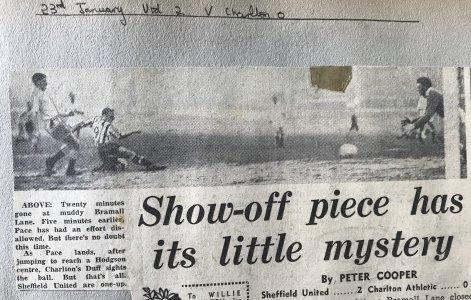 23rd January Utd 2 V Charlton 0
ABOVE: Twenty minutes
gone at muddy Bramall
Lane. Five minutes earlier,
Pace has had an effort dis-
allowed. But there's no doubt
this time.
As Pace lands, after
jumping to reach a Hodgson
centre, Charlton's Duff sights
the ball. But that's all.
Sheffield United are one-up.
Show-off piece has
its little mystery
By PETER COOPER
Sheffield United ...... 2 Charlton Athletic ...... 0
To WILLIE
Bramall Lane closed